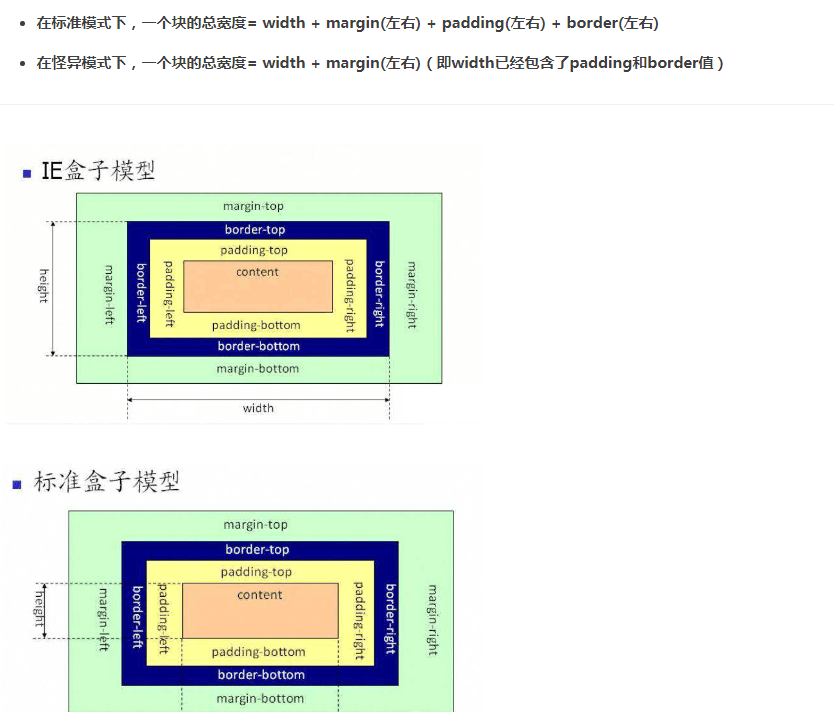 在标准模式下，一个块的总宽度= width + margin(左右) + padding(左右) + border(左右)
在怪异模式下，一个块的总宽度= width + margin(左右)（即width已经包含了padding和border值）
IE盒子模型
margin-top
border-top
padding-top
content
height
margin-left
border-left
padding-left
padding-right
border-right
margin-right
padding-bottom
border-bottom
margin-bottom
width
标准盒子模型
margin-top
border-top
padding-top
content
height
margin-left
border-left
padding-left
padding-right
border-right
margin-right
padding-bottom
border-bottom
margin-bottom